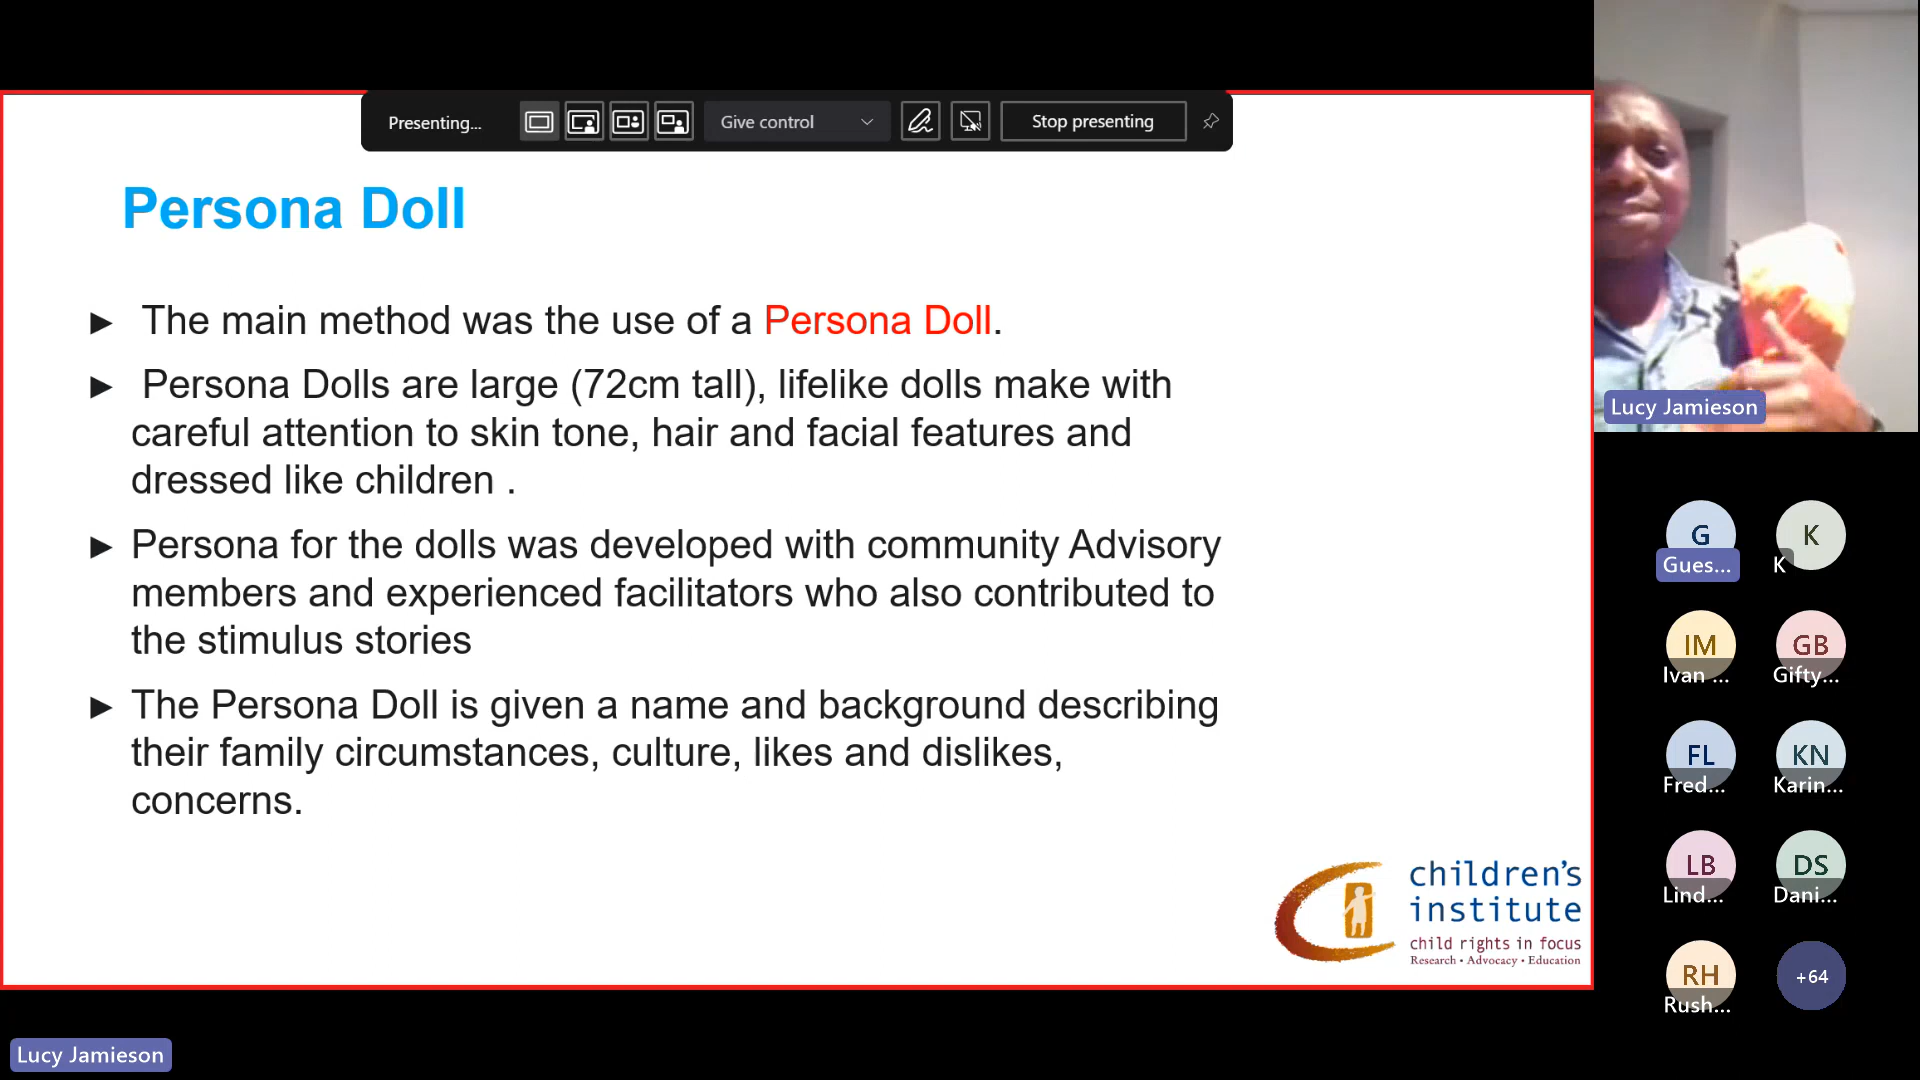 Presenting...
Give control
Stop presenting
Persona Doll
► The main method was the use of a Persona Doll.
► Persona Dolls are large (72cm tall), lifelike dolls make with
careful attention to skin tone, hair and facial features and
dressed like children .
► Persona for the dolls was developed with community Advisory
members and experienced facilitators who also contributed to
the stimulus stories
► The Persona Doll is given a name and background describing
their family circumstances, culture, likes and dislikes,
concerns.
children's
institute
child rights in focus
Research • Advocacy • Education
Lucy Jamieson
Lucy Jamieson
G
Gues...
K
K
IM
Ivan ...
GB
Gifty...
FL
Fred...
KN
Karin...
LB
Lind...
DS
Dani...
RH
Rush...
+64